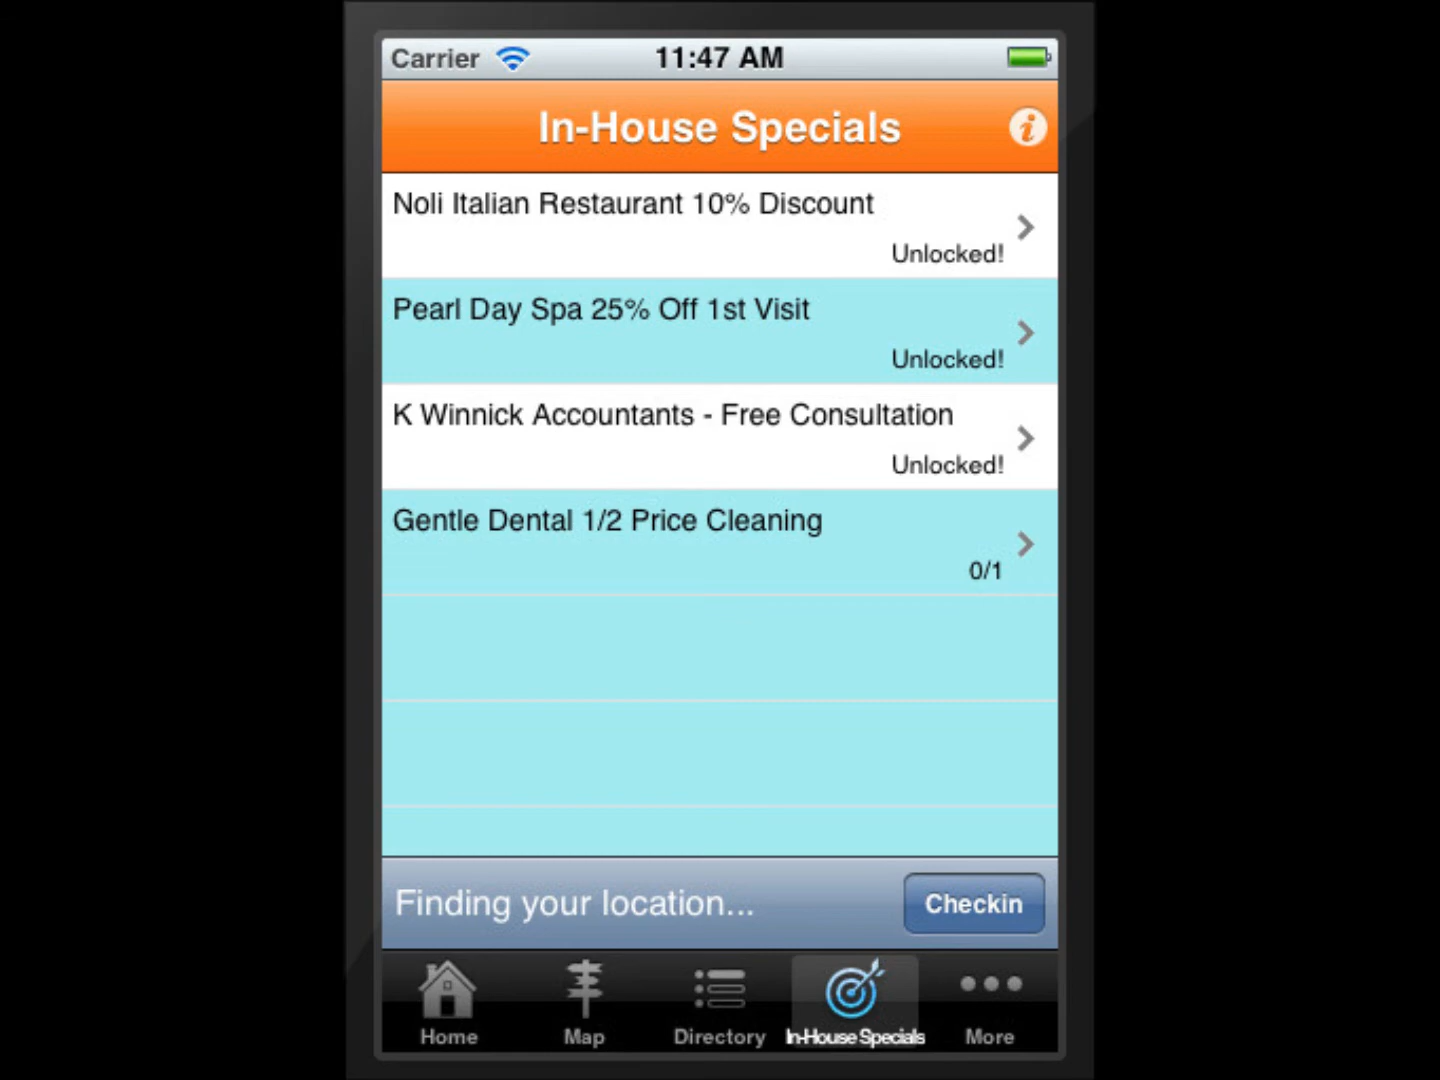 Carrier 11:47 AM
In-House Specials
Noli Italian Restaurant 10% Discount
Unlocked!
Pearl Day Spa 25% Off 1st Visit
Unlocked!
K Winnick Accountants - Free Consultation
Unlocked!
Gentle Dental 1/2 Price Cleaning
0/1
Finding your location... Checkin
Home Map Directory In-House Specials More